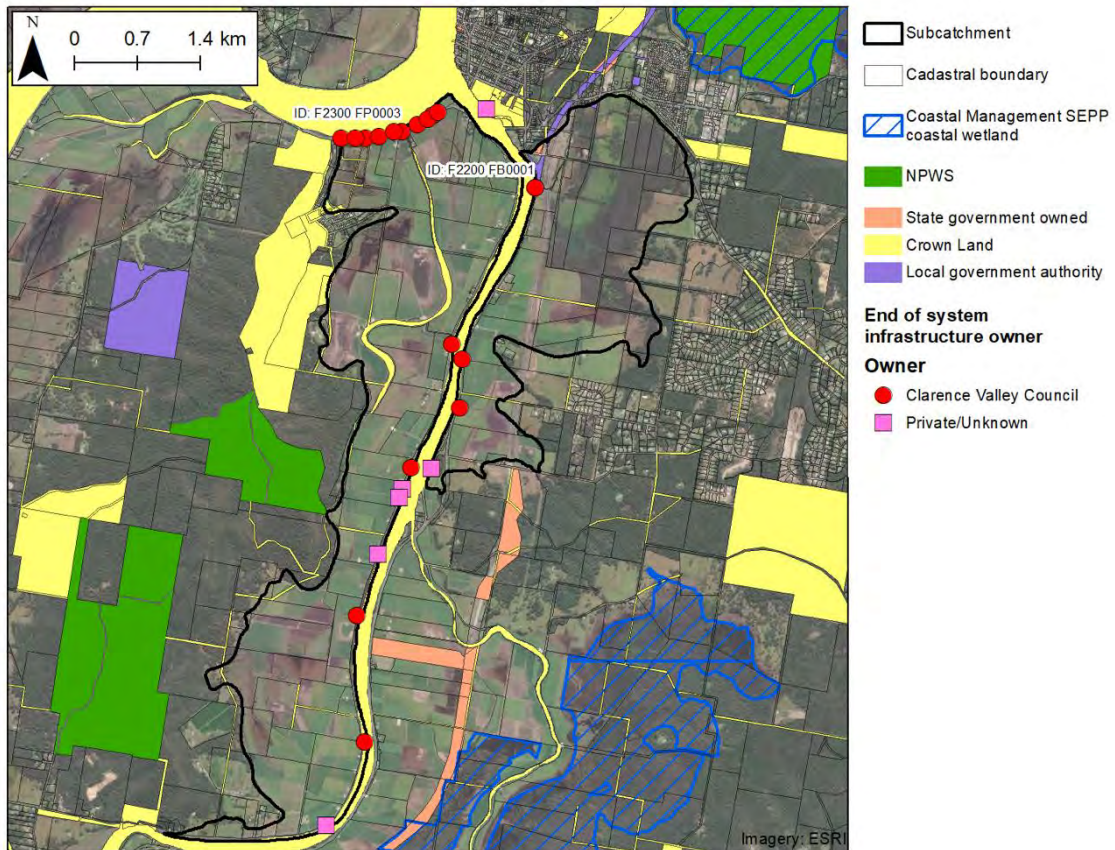 N
0 0.7 1.4 km
ID: F2300 FP0003
ID: F2200 FB0001
Imagery: ESRI
Subcatchment
Cadastral boundary
Coastal Management SEPP
coastal wetland
NPWS
State government owned
Crown Land
Local government authority
End of system
infrastructure owner
Owner
Clarence Valley Council
Private/Unknown